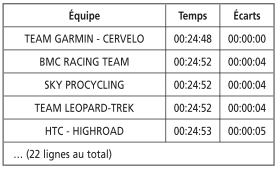 Équipe Temps Écarts
TEAM GARMIN - CERVELO 00:24:48 00:00:00
BMC RACING TEAM 00:24:52 00:00:04
SKY PROCYCLING 00:24:52 00:00:04
TEAM LEOPARD-TREK 00:24:52 00:00:04
HTC - HIGHROAD 00:24:53 00:00:05
... (22 lignes au total)